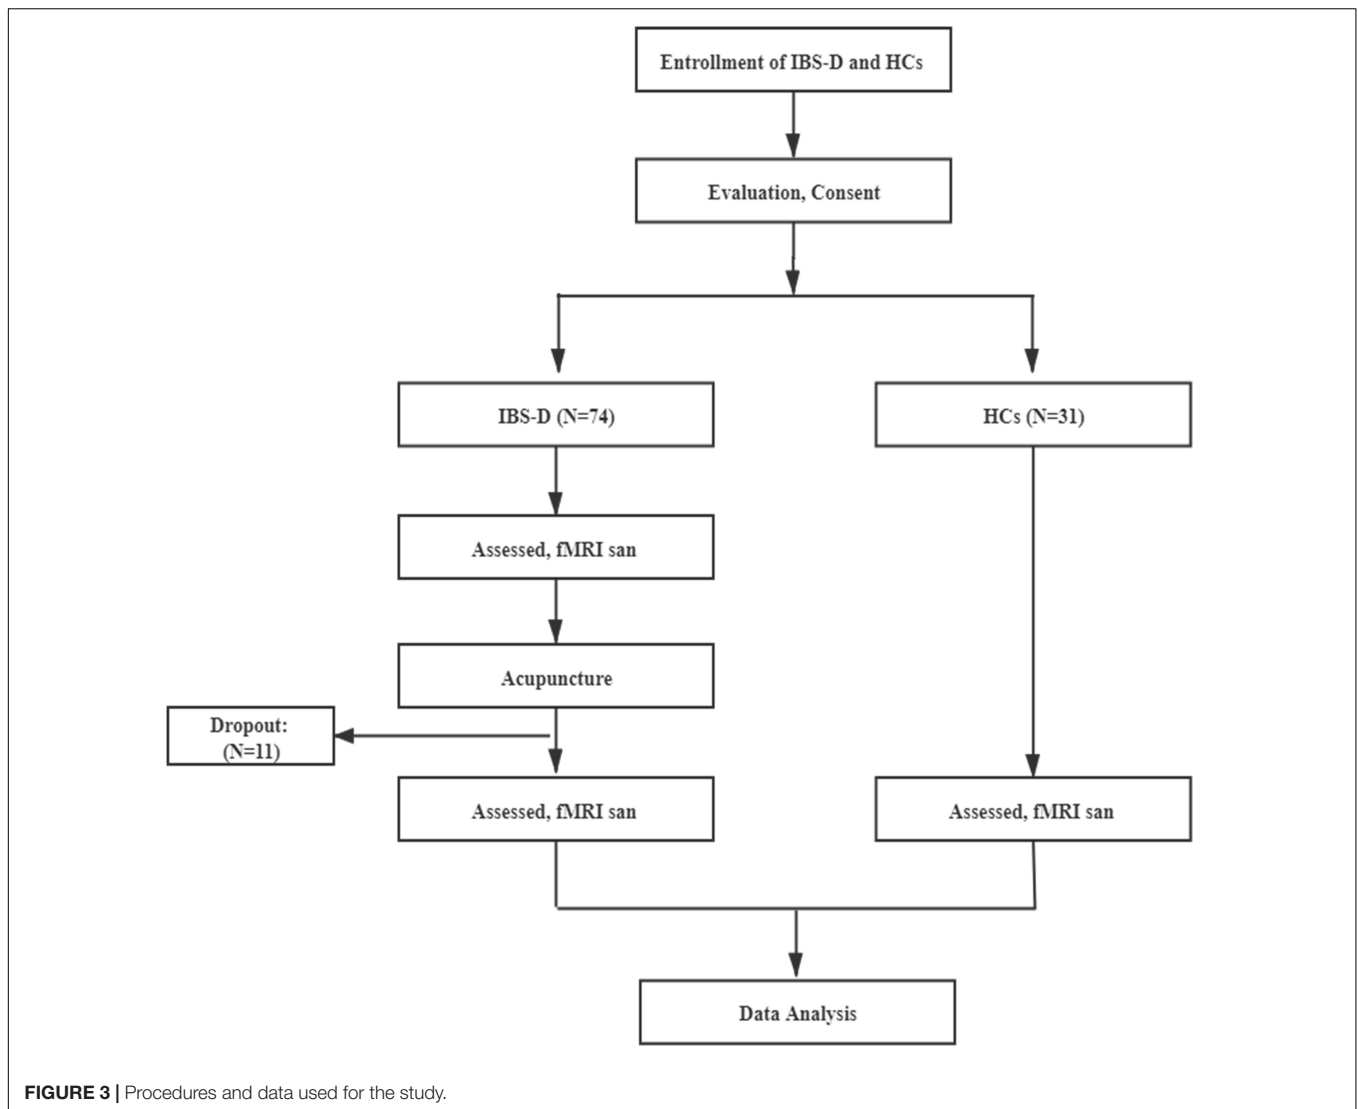 Entrollment of IBS-D and HCs
Evaluation, Consent
IBS-D (N=74)
HCs (N=31)
Assessed, fMRI san
Acupuncture
Dropout:
(N=11)
Assessed, fMRI san
Assessed, fMRI san
Data Analysis
FIGURE 3 | Procedures and data used for the study.